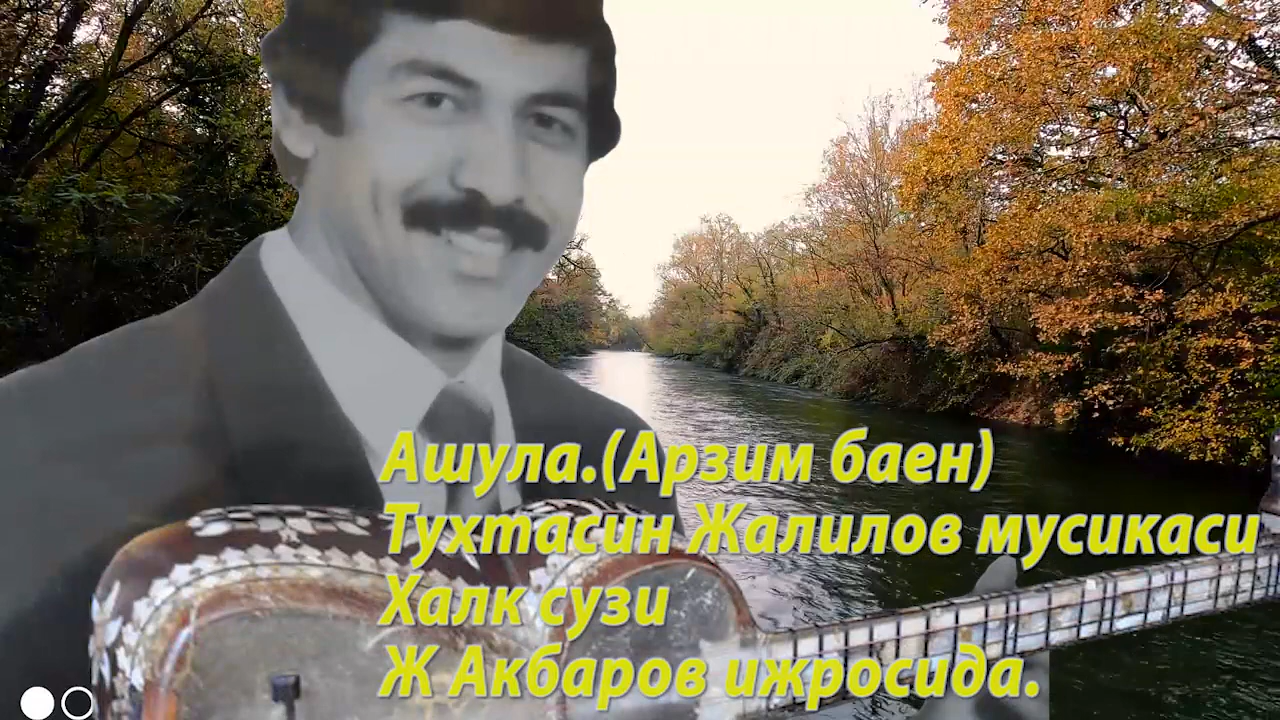 Ашула.(Арзим баен)
Тухтасин Жалилов мусикаси
Халк сузи
Ж Акбаров ижросида.